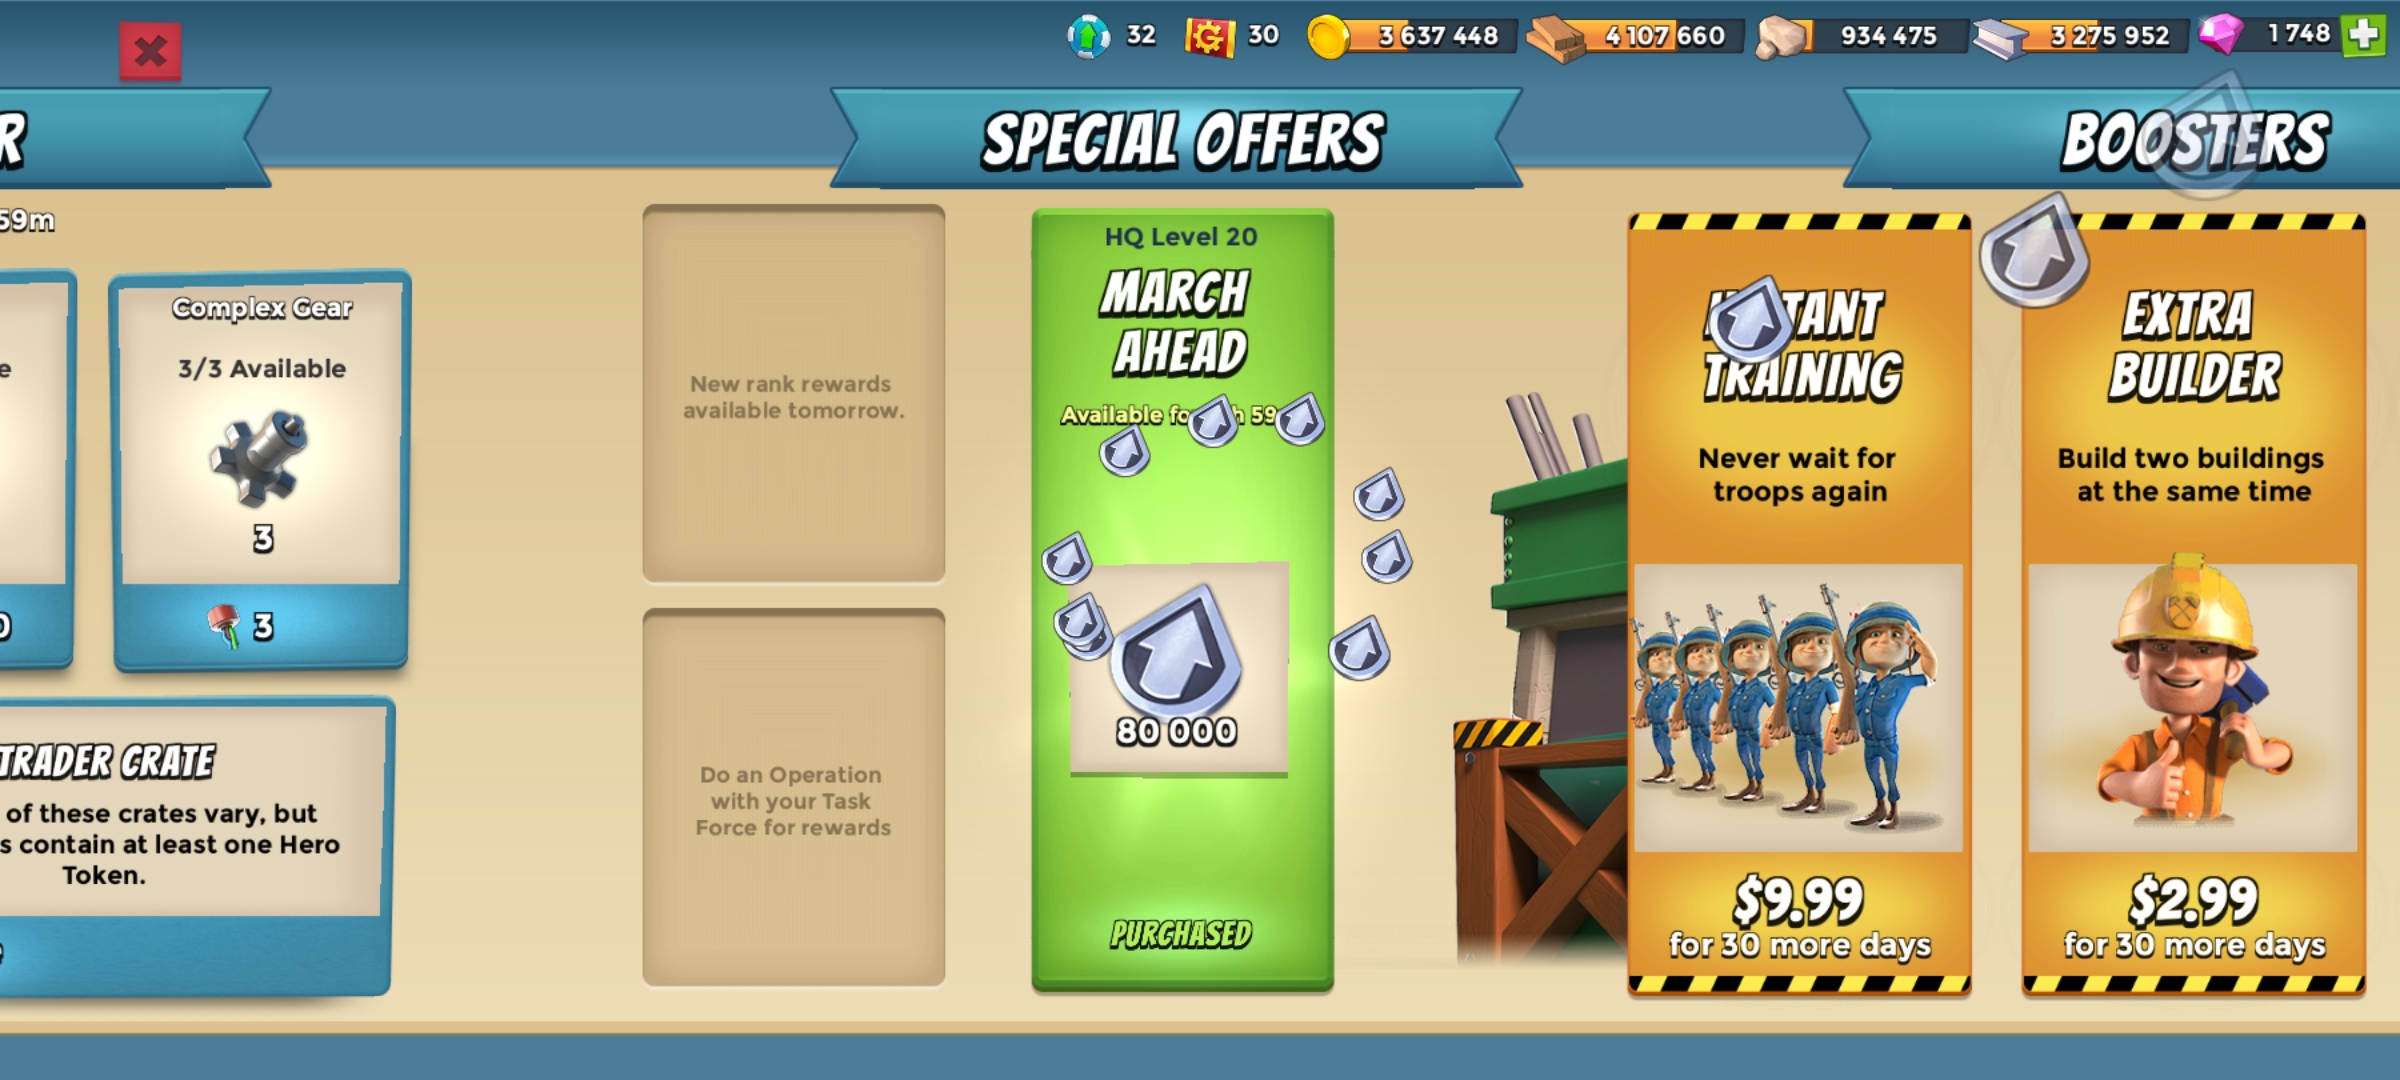 32
30
3 637 448
4 107 660
934 475
3 275 952
1 748
R
SPECIAL OFFERS
BOOSTERS
59m
e
Complex Gear
3/3 Available
3
0
3
TRADER CRATE
of these crates vary, but
s contain at least one Hero
Token.
New rank rewards
available tomorrow.
Do an Operation
with your Task
Force for rewards
HQ Level 20
MARCH
AHEAD
Available 59
80 000
PURCHASED
TRAINING
Never wait for
troops again
$9.99
for 30 more days
EXTRA
BUILDER
Build two buildings
at the same time
$2.99
for 30 more days